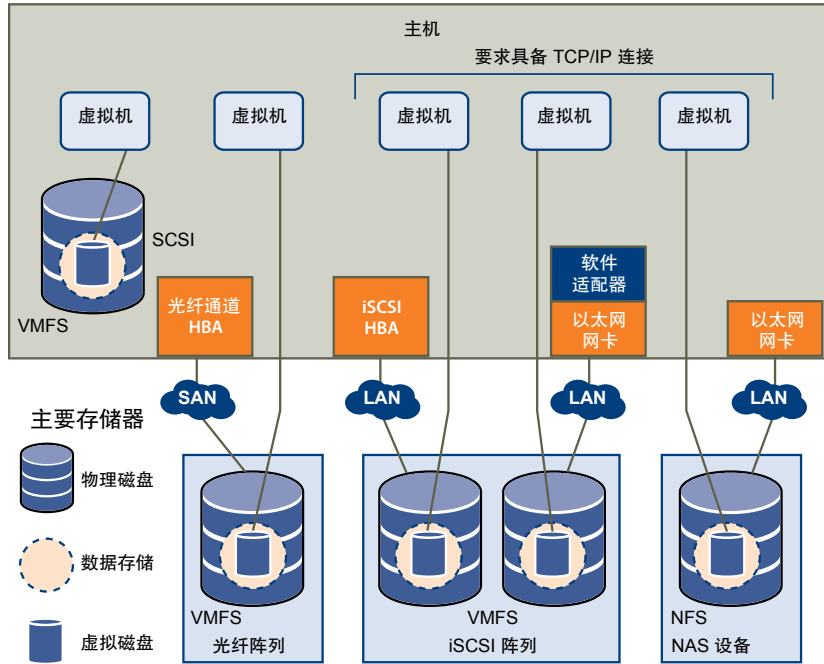 主机
要求具备 TCP/IP 连接
虚拟机
虚拟机
虚拟机
虚拟机
虚拟机
SCSI
VMFS
光纤通道
HBA
iSCSI
HBA
软件
适配器
以太网
网卡
以太网
网卡
SAN
LAN
LAN
LAN
主要存储器
物理磁盘
数据存储
虚拟磁盘
VMFS
光纤阵列
VMFS
iSCSI 阵列
NFS
NAS 设备